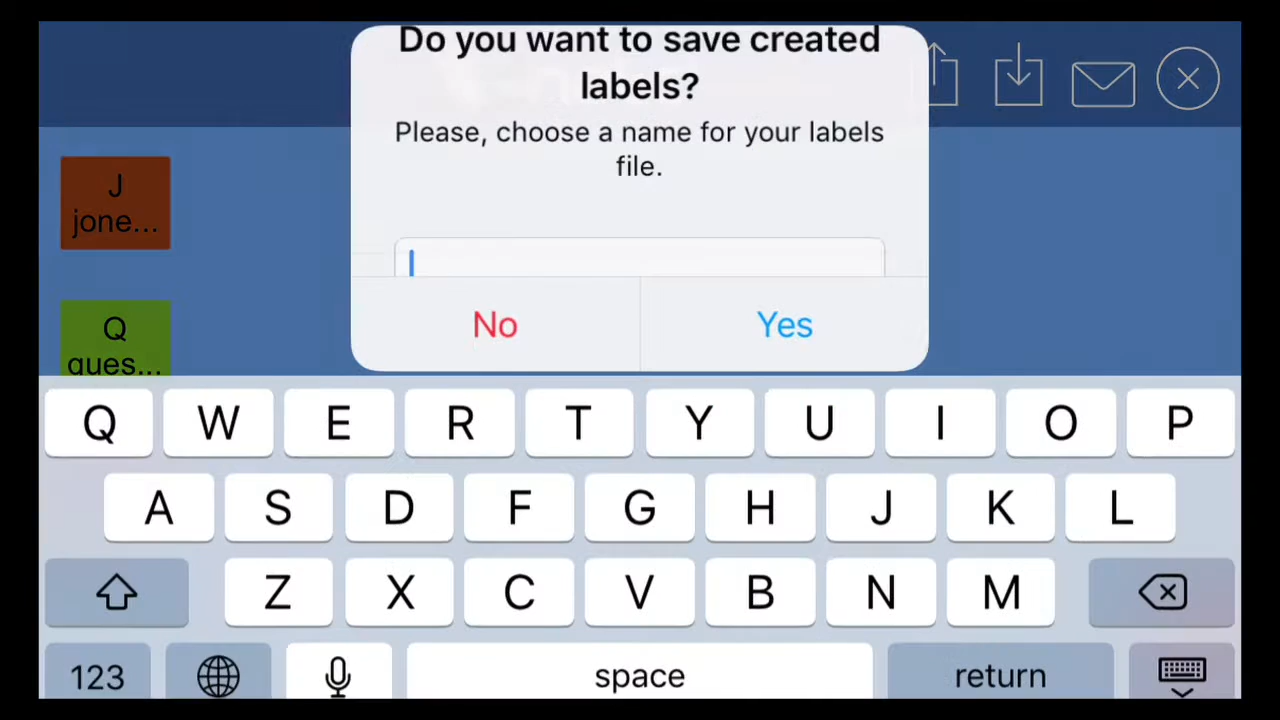 Do you want to save created
labels?
Please, choose a name for your labels
file.
J
jone...
No
Yes
Q
ques...
Q W E R T Y U I O P
A S D F G H J K L
Z X C V B N M
123
space
return